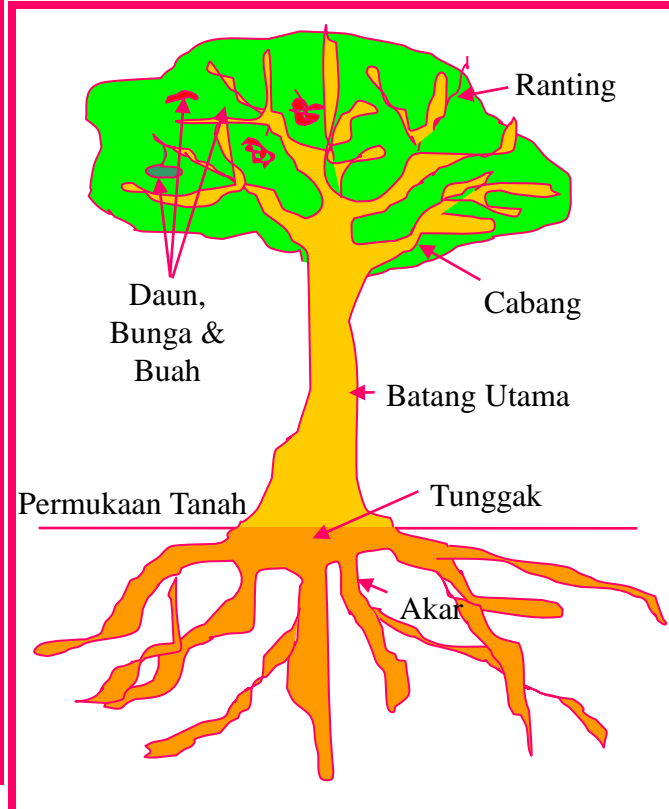 Ranting
Cabang
Daun,
Bunga &
Buah
Batang Utama
Tunggak
Permukaan Tanah
Akar